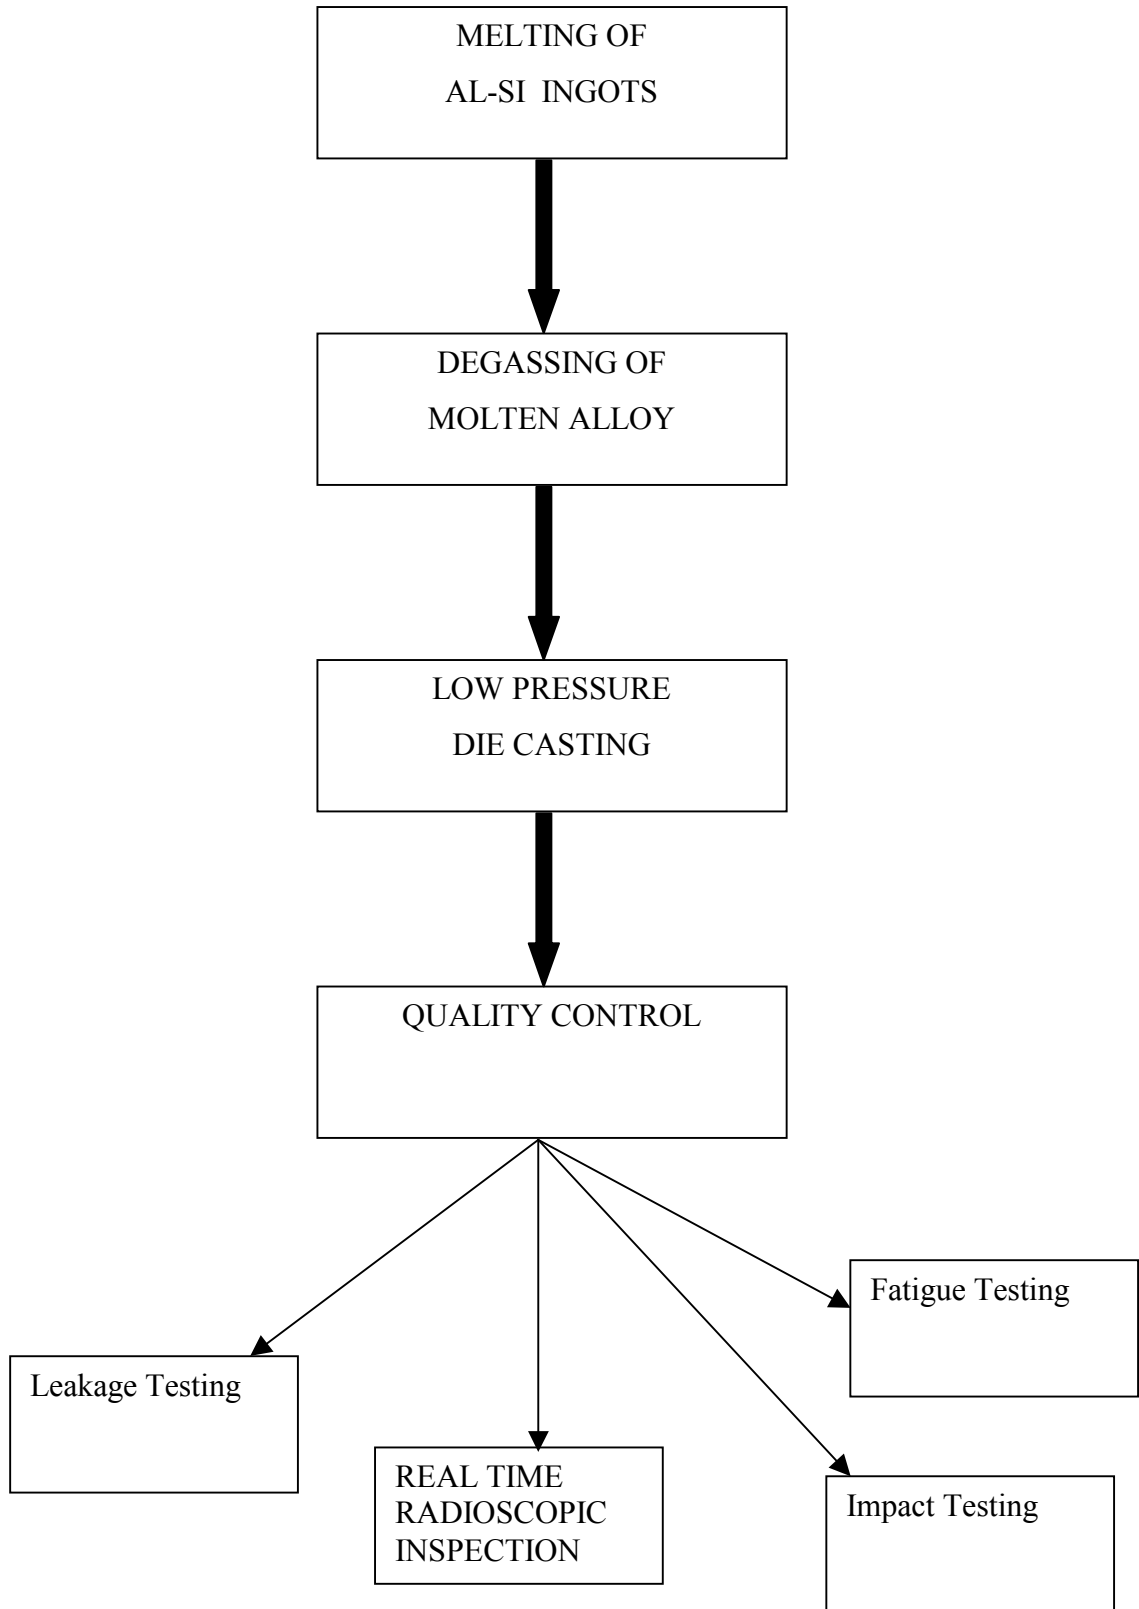 MELTING OF
AL-SI INGOTS
DEGASSING OF
MOLTEN ALLOY
LOW PRESSURE
DIE CASTING
QUALITY CONTROL
Fatigue Testing
Leakage Testing
REAL TIME
RADIOSCOPIC
INSPECTION
Impact Testing